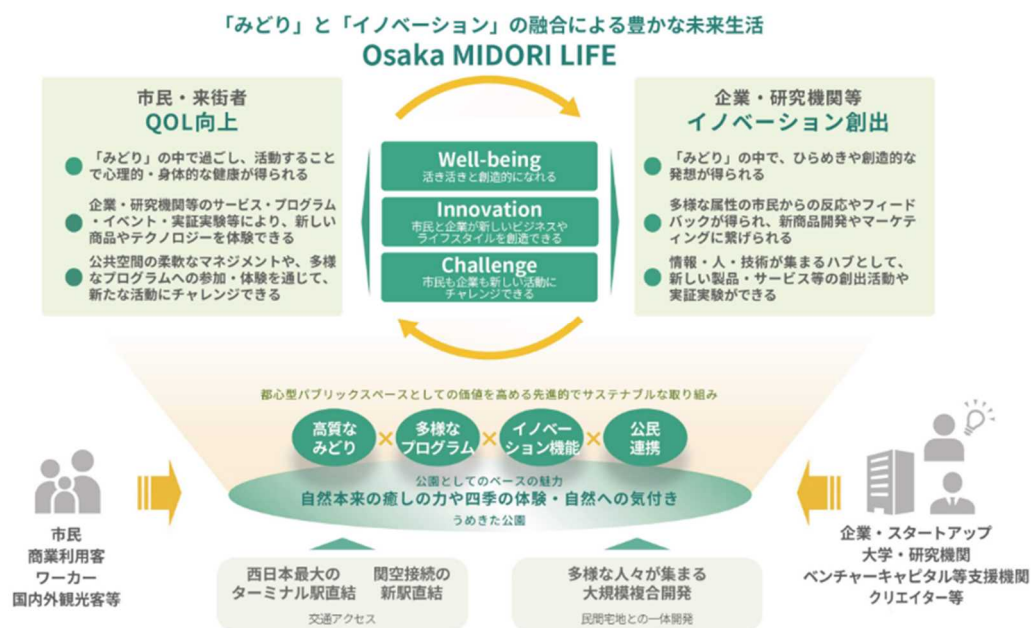 「みどり」と「イノベーション」の融合による豊かな未来生活
Osaka MIDORI LIFE
市民・来街者
QOL向上
「みどり」の中で過ごし、活動すること
で心理的・身体的な健康が得られる
企業・研究機関等のサービス・プログラム
・イベント・実証実験等により、新しい
商品やテクノロジーを体験できる
公共空間の柔軟なマネジメントや、多様
なプログラムへの参加・体験を通じて、
新たな活動にチャレンジできる
Well-being
活き活きと創造的になれる
Innovation
市民と企業が新しいビジネスや
ライフスタイルを創造できる
Challenge
市民も企業も新しい活動に
チャレンジできる
企業・研究機関等
イノベーション創出
「みどり」の中で、ひらめきや創造的な
発想が得られる
多様な属性の市民からの反応やフィード
バックが得られ、新商品開発やマーケ
ティングに繋げられる
情報・人・技術が集まるハブとして、
新しい製品・サービス等の創出活動や
実証実験ができる
都心型パブリックスペースとしての価値を高める先進的でサステナブルな取り組み
高質な
みどり
×
多様な
プログラム
×
イノベー
ション機能
×
公民
連携
公園としてのベースの魅力
自然本来の癒しの力や四季の体験・自然への気付き
うめきた公園
市民
商業利用客
ワーカー
国内外観光客等
企業・スタートアップ
大学・研究機関
ベンチャーキャピタル等支援機関
クリエイター等
西日本最大の
ターミナル駅直結
関空接続の
新駅直結
交通アクセス
多様な人々が集まる
大規模複合開発
民間宅地との一体開発